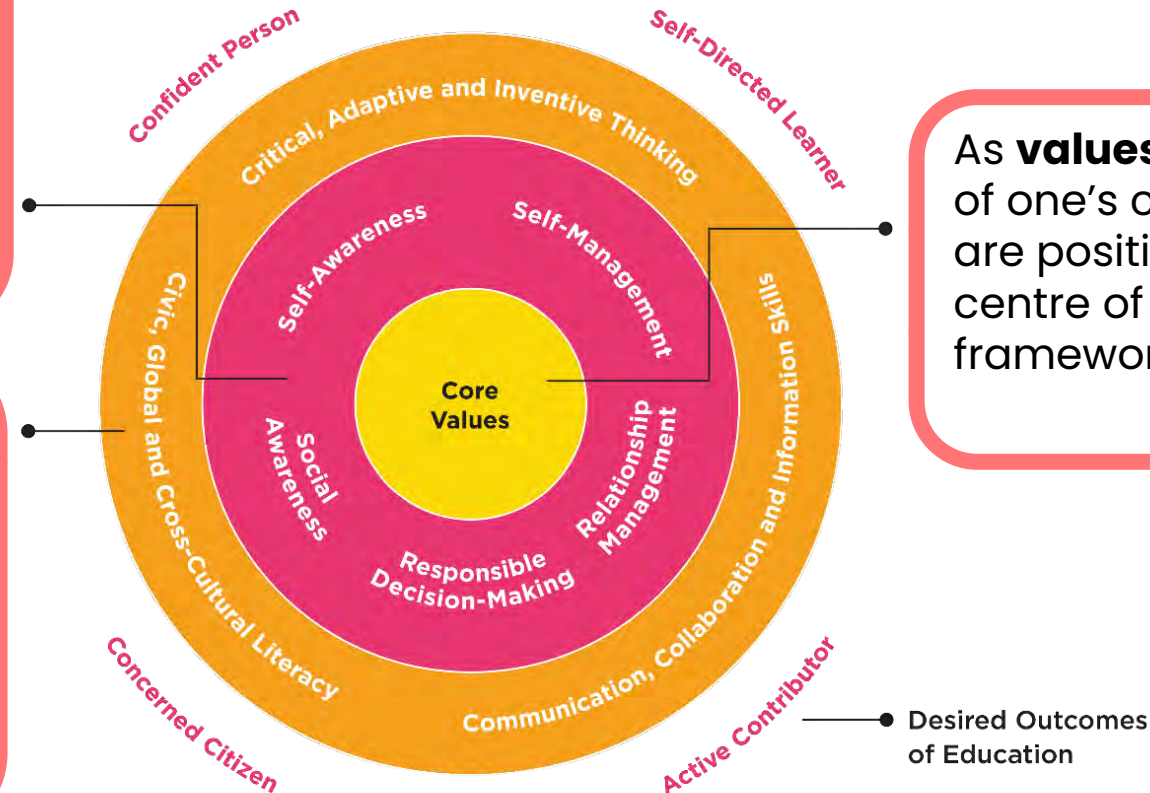 Confident Person
Self-Directed Learner
Critical, Adaptive and Inventive Thinking
Self-Awareness
Self-Management
Civic, Global and Cross-Cultural Literacy
Communication, Collaboration and Information Skills
Core
Values
Social
Awareness
Relationship
Management
Responsible
Decision-Making
Concerned Citizen
Active Contributor
Desired Outcomes
of Education
As values
of one's
are
centre of